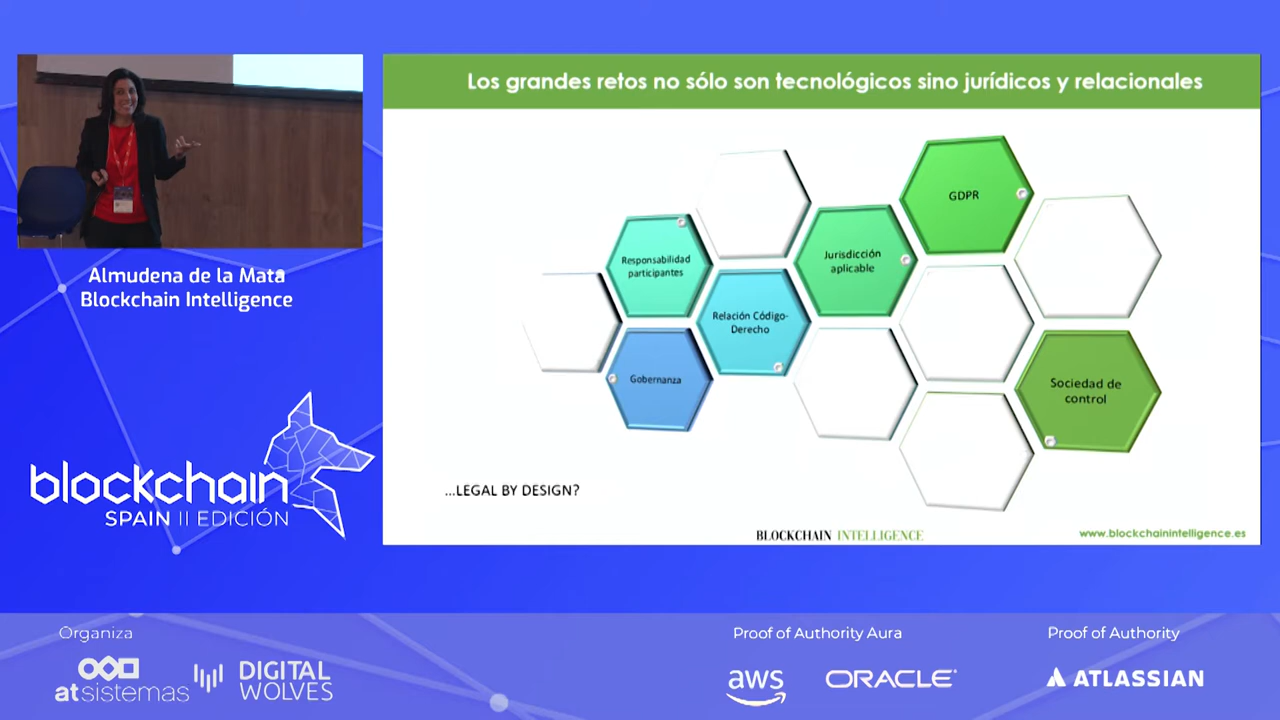 Los grandes retos no sólo son tecnológicos sino jurídicos y relacionales
GDPR
Responsabilidad
participantes
Jurisdicción
aplicable
Relación Código-
Derecho
Gobernanza
Sociedad de
control
...LEGAL BY DESIGN?
BLOCKCHAIN INTELLIGENCE
www.blockchainintelligence.es
Almudena de la Mata
Blockchain Intelligence
blockchain
SPAIN II EDICIÓN
Organiza
atsistemas
DIGITAL
WOLVES
Proof of Authority Aura
aws
ORACLE
Proof of Authority
ATLASSIAN